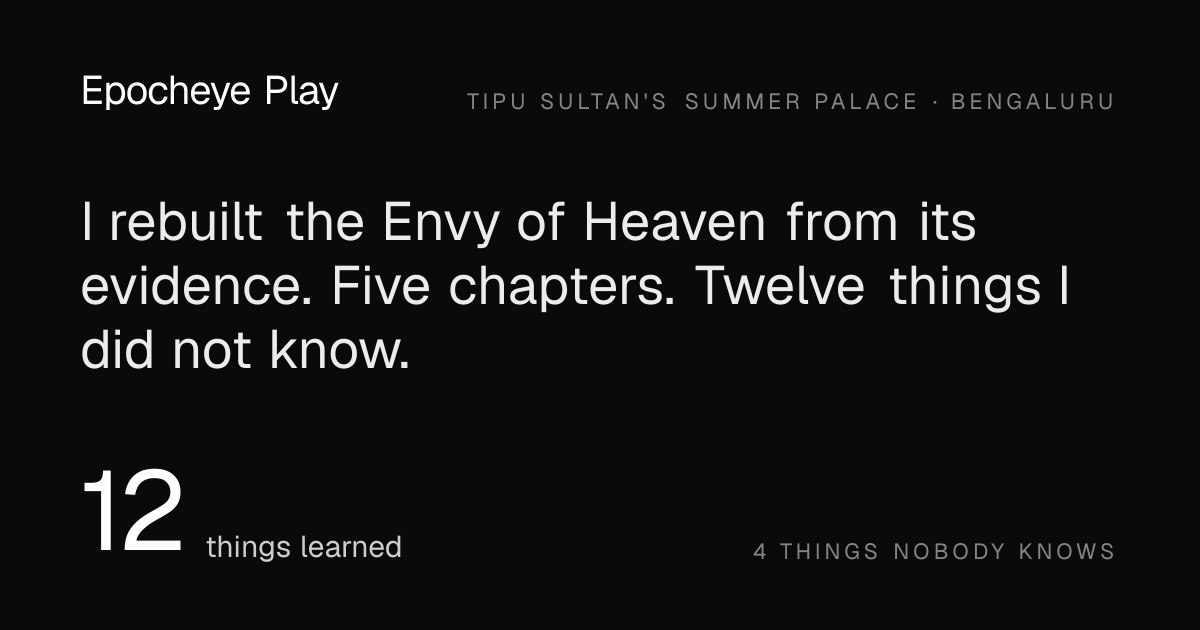 Epocheye Play
TIPU SULTAN'S SUMMER PALACE · BENGALURU
I rebuilt the Envy of Heaven from its
evidence. Five chapters. Twelve things I
did not know.
12 things learned
4 THINGS NOBODY KNOWS